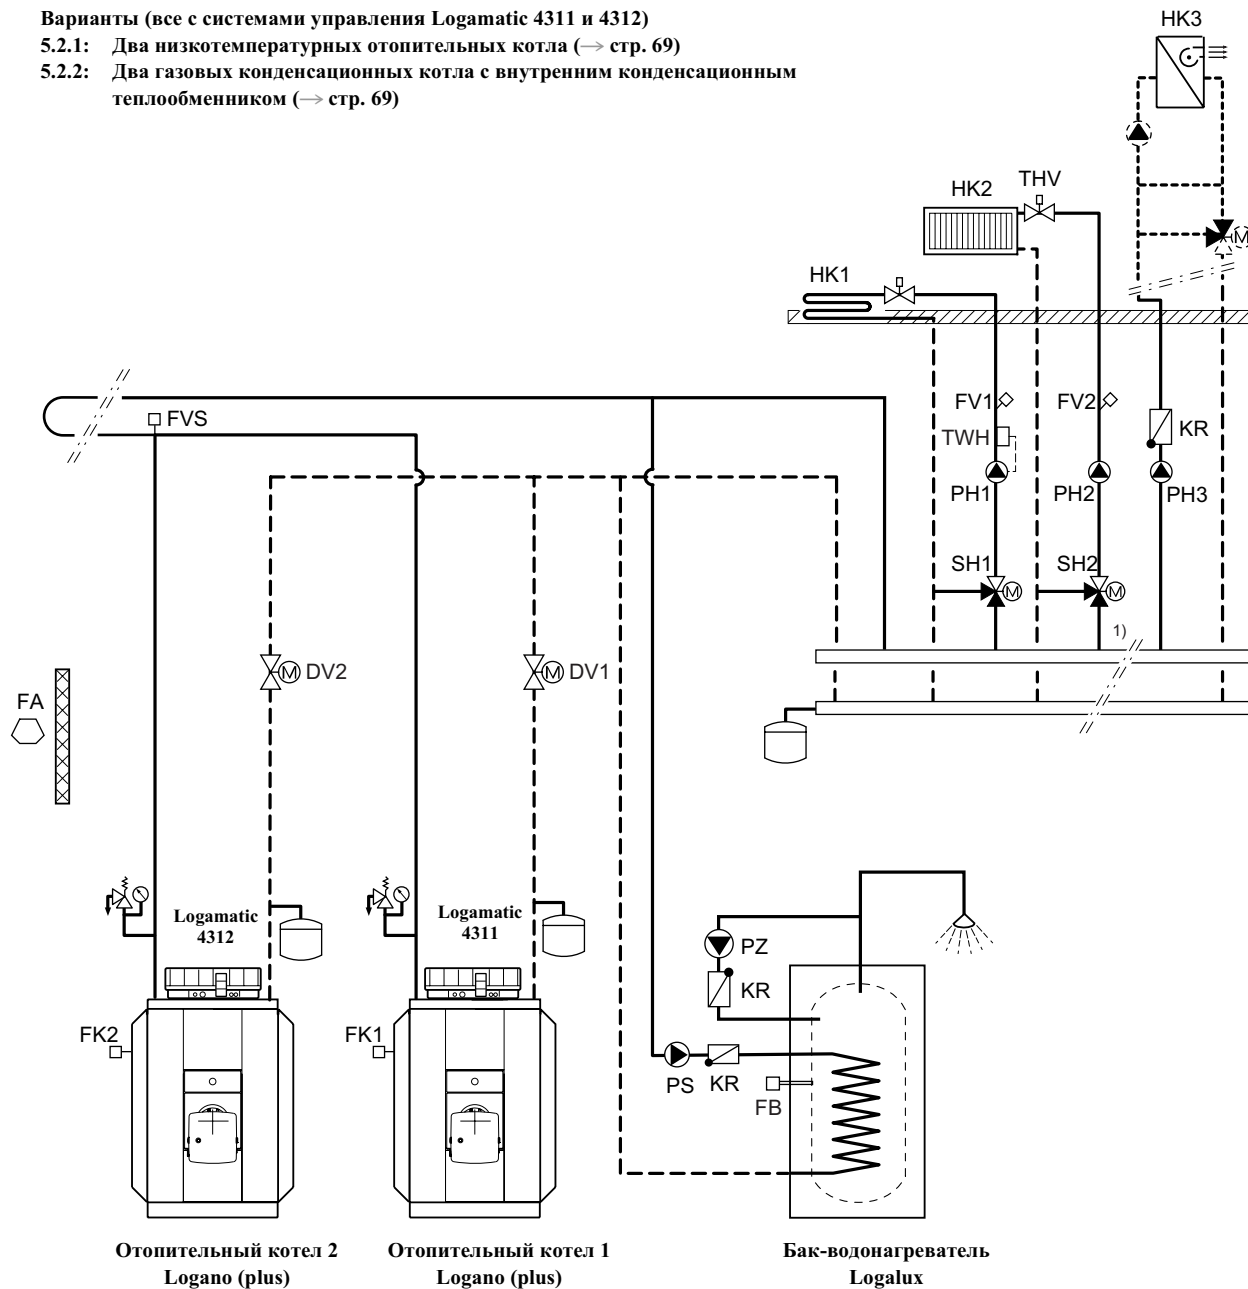 Варианты (все с системами управления Logamatic 4311 и 4312)
5.2.1: Два низкотемпературных отопительных котла (→ стр. 69)
5.2.2: Два газовых конденсационных котла с внутренним конденсационным
теплообменником (→ стр. 69)
HK3
THV
HK2
M
HK1
FVS
FV1
FV2
KR
TWH
PH1
PH2
PH3
SH1
SH2
M
M
1)
M
DV2
M
DV1
FA
Logamatic
4312
Logamatic
4311
PZ
KR
FK2
FK1
PS
KR
FB
Отопительный котел 2
Logano (plus)
Отопительный котел 1
Logano (plus)
Бак-водонагреватель
Logalux